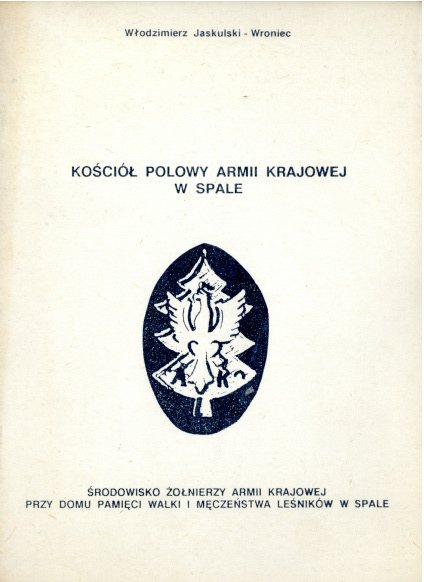 Włodzimierz Jaskulski - Wroniec
KOŚCIÓŁ POLOWY ARMII KRAJOWEJ
W SPALE
A K
ŚRODOWISKO ŻOŁNIERZY ARMII KRAJOWEJ
PRZY DOMU PAMIĘCI WALKI I MĘCZEŃSTWA LEŚNIKÓW W SPALE